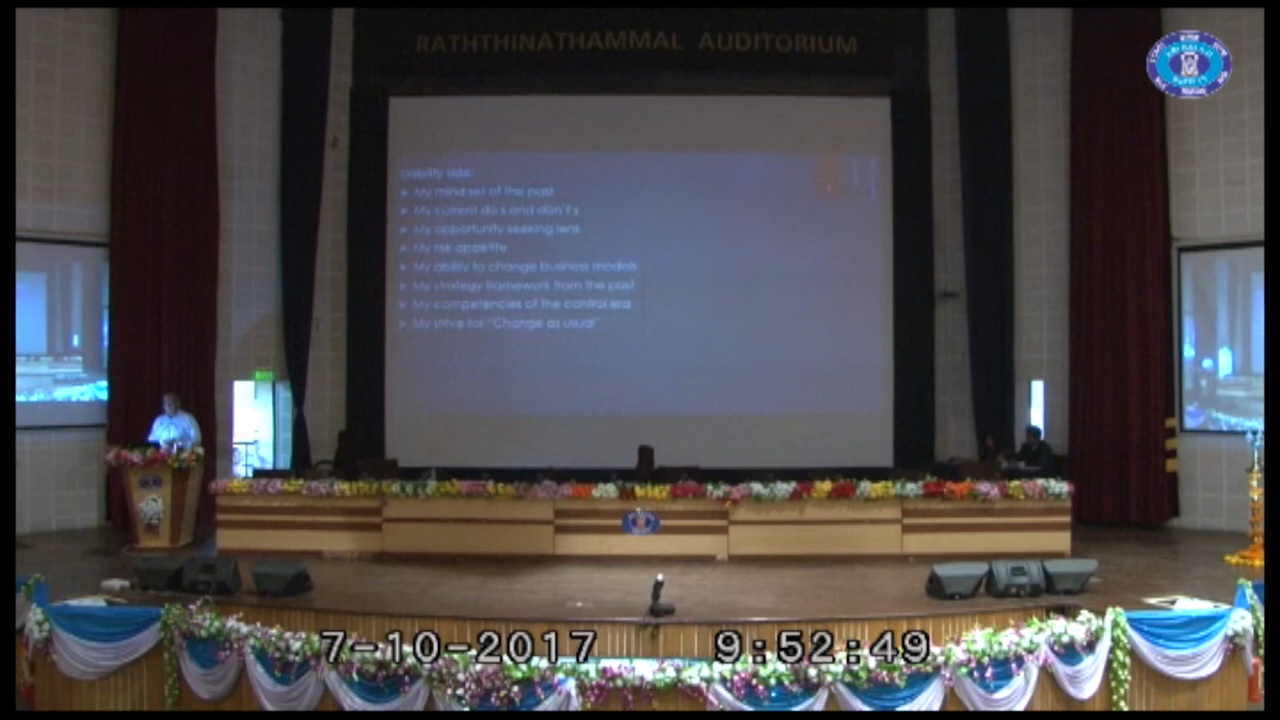 RATHTHINATHAMMAL AUDITORIUM
Liability side:
My mind set of the past
My current do's and don't's
My opportunity seeking lens
My risk appetite
My ability to change business models
My strategy framework from the past
My competencies of the control era
My strive for "Change as usual"
7-10-2017 9:52:49